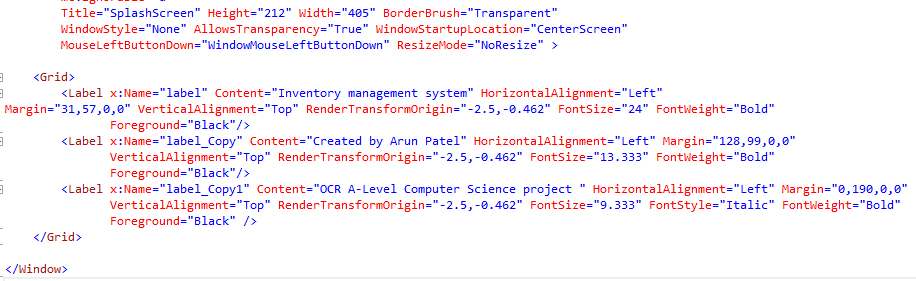 Title="SplashScreen" Height="212" Width="405" BorderBrush="Transparent"
WindowStyle="None" AllowsTransparency="True" WindowStartupLocation="CenterScreen"
MouseLeftButtonDown="WindowMouseLeftButtonDown" ResizeMode="NoResize" >
<Grid>
<Label x:Name="label" Content="Inventory management system" HorizontalAlignment="Left"
Margin="31,57,0,0" VerticalAlignment="Top" RenderTransformOrigin="-2.5,-0.462" FontSize="24" FontWeight="Bold"
Foreground="Black"/>
<Label x:Name="label_Copy" Content="Created by Arun Patel" HorizontalAlignment="Left" Margin="128,99,0,0"
VerticalAlignment="Top" RenderTransformOrigin="-2.5,-0.462" FontSize="13.333" FontWeight="Bold"
Foreground="Black"/>
<Label x:Name="label_Copy1" Content="OCR A-Level Computer Science project " HorizontalAlignment="Left" Margin="0,190,0,0"
VerticalAlignment="Top" RenderTransformOrigin="-2.5,-0.462" FontSize="9.333" FontStyle="Italic" FontWeight="Bold"
Foreground="Black" />
</Grid>
</Window>